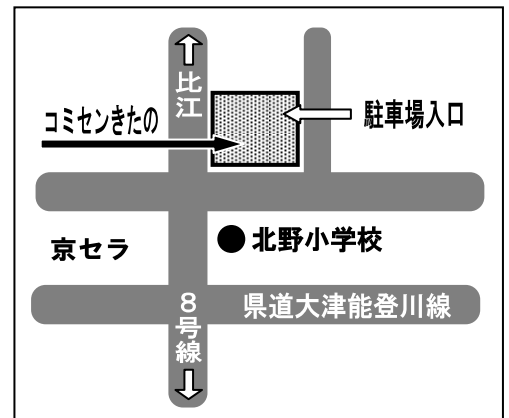 比江
コミセンきたの
駐車場入口
京セラ
北野小学校
8号線
県道大津能登川線